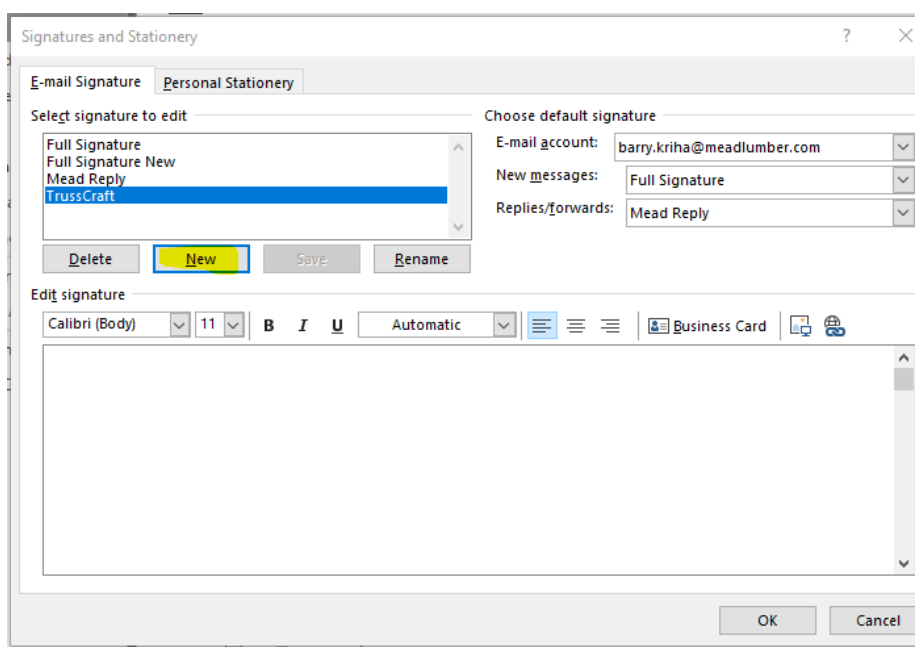 Signatures and Stationery
E-mail Signature Personal Stationery
Select signature to edit
Choose default signature
Full Signature
Full Signature New
Mead Reply
TrussCraft
E-mail account: barry.kriha@meadlumber.com
New messages: Full Signature
Replies/forwards: Mead Reply
Delete New Save Rename
Edit signature
Calibri (Body) 11 B I U Automatic Business Card
OK Cancel